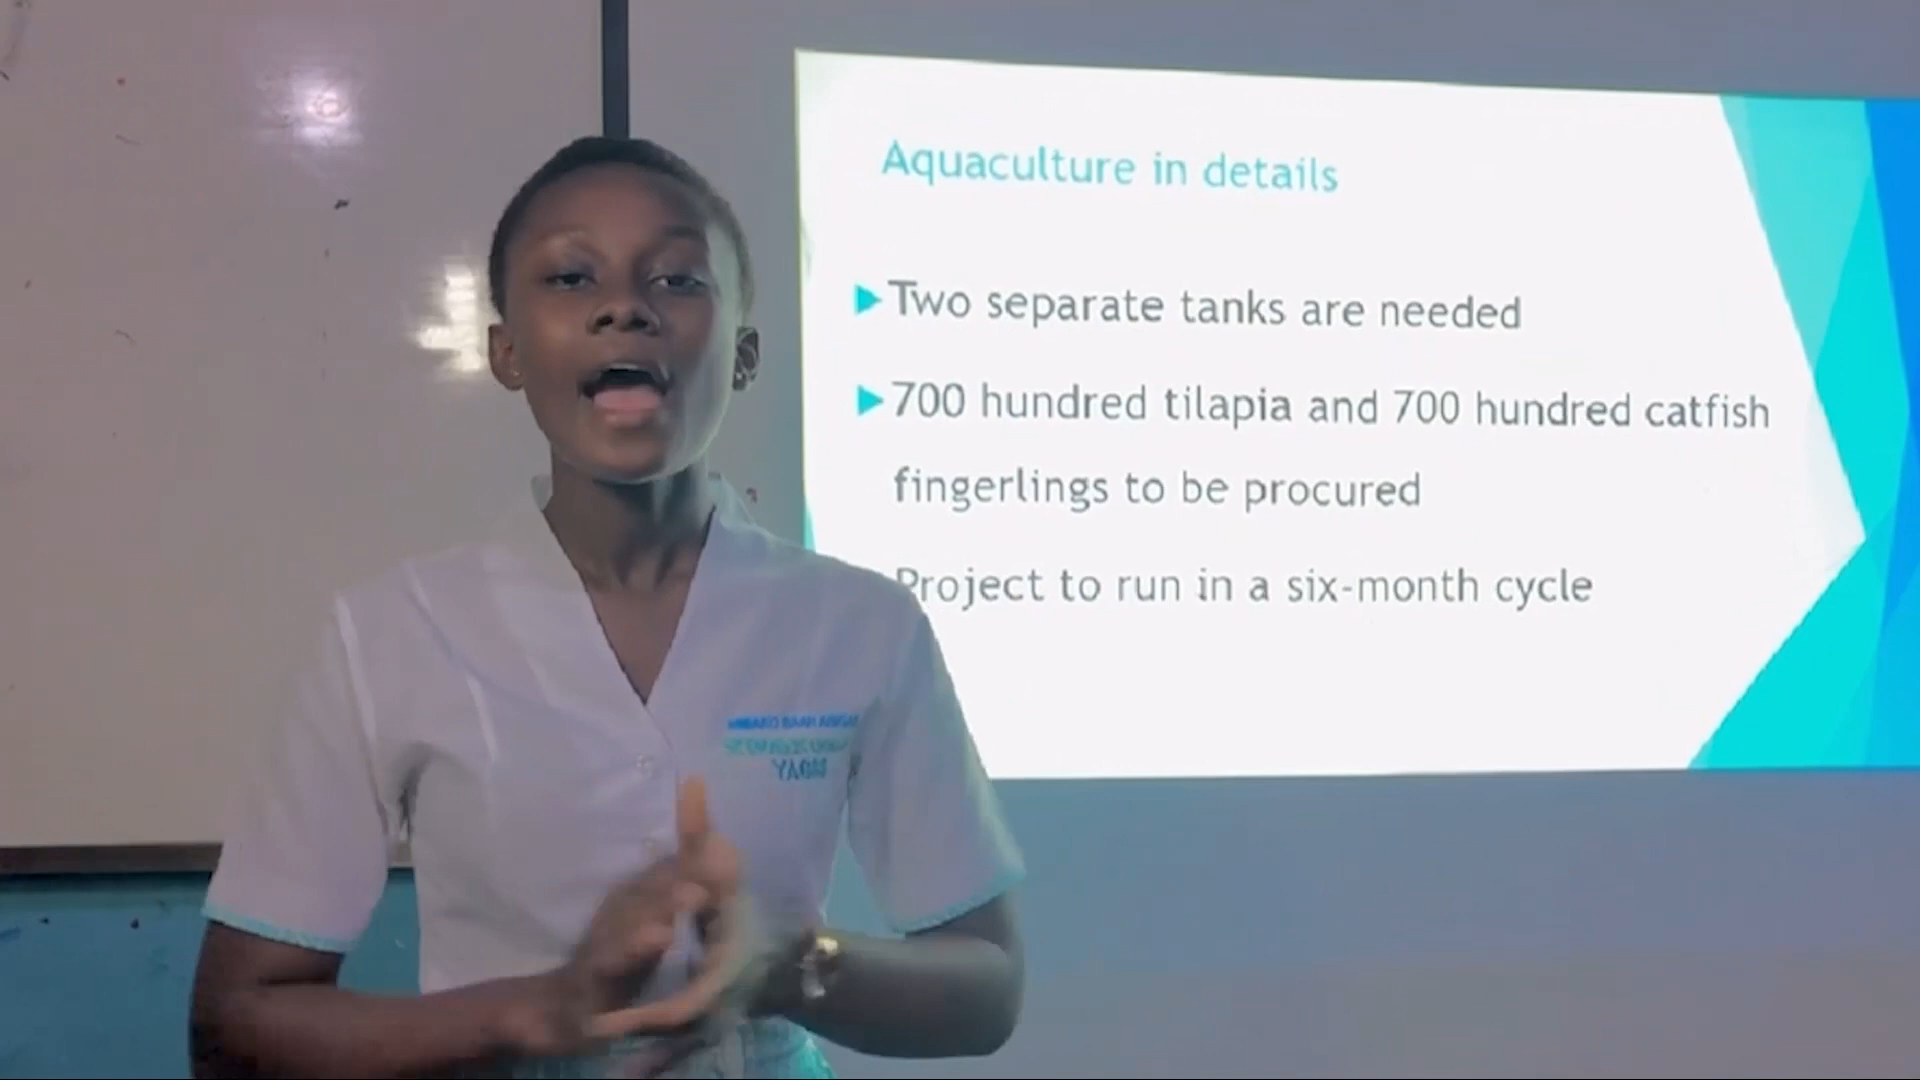 Aquaculture in details
Two separate tanks are needed
700 hundred tilapia and 700 hundred catfish
fingerlings to be procured
Project to run in a six-month cycle